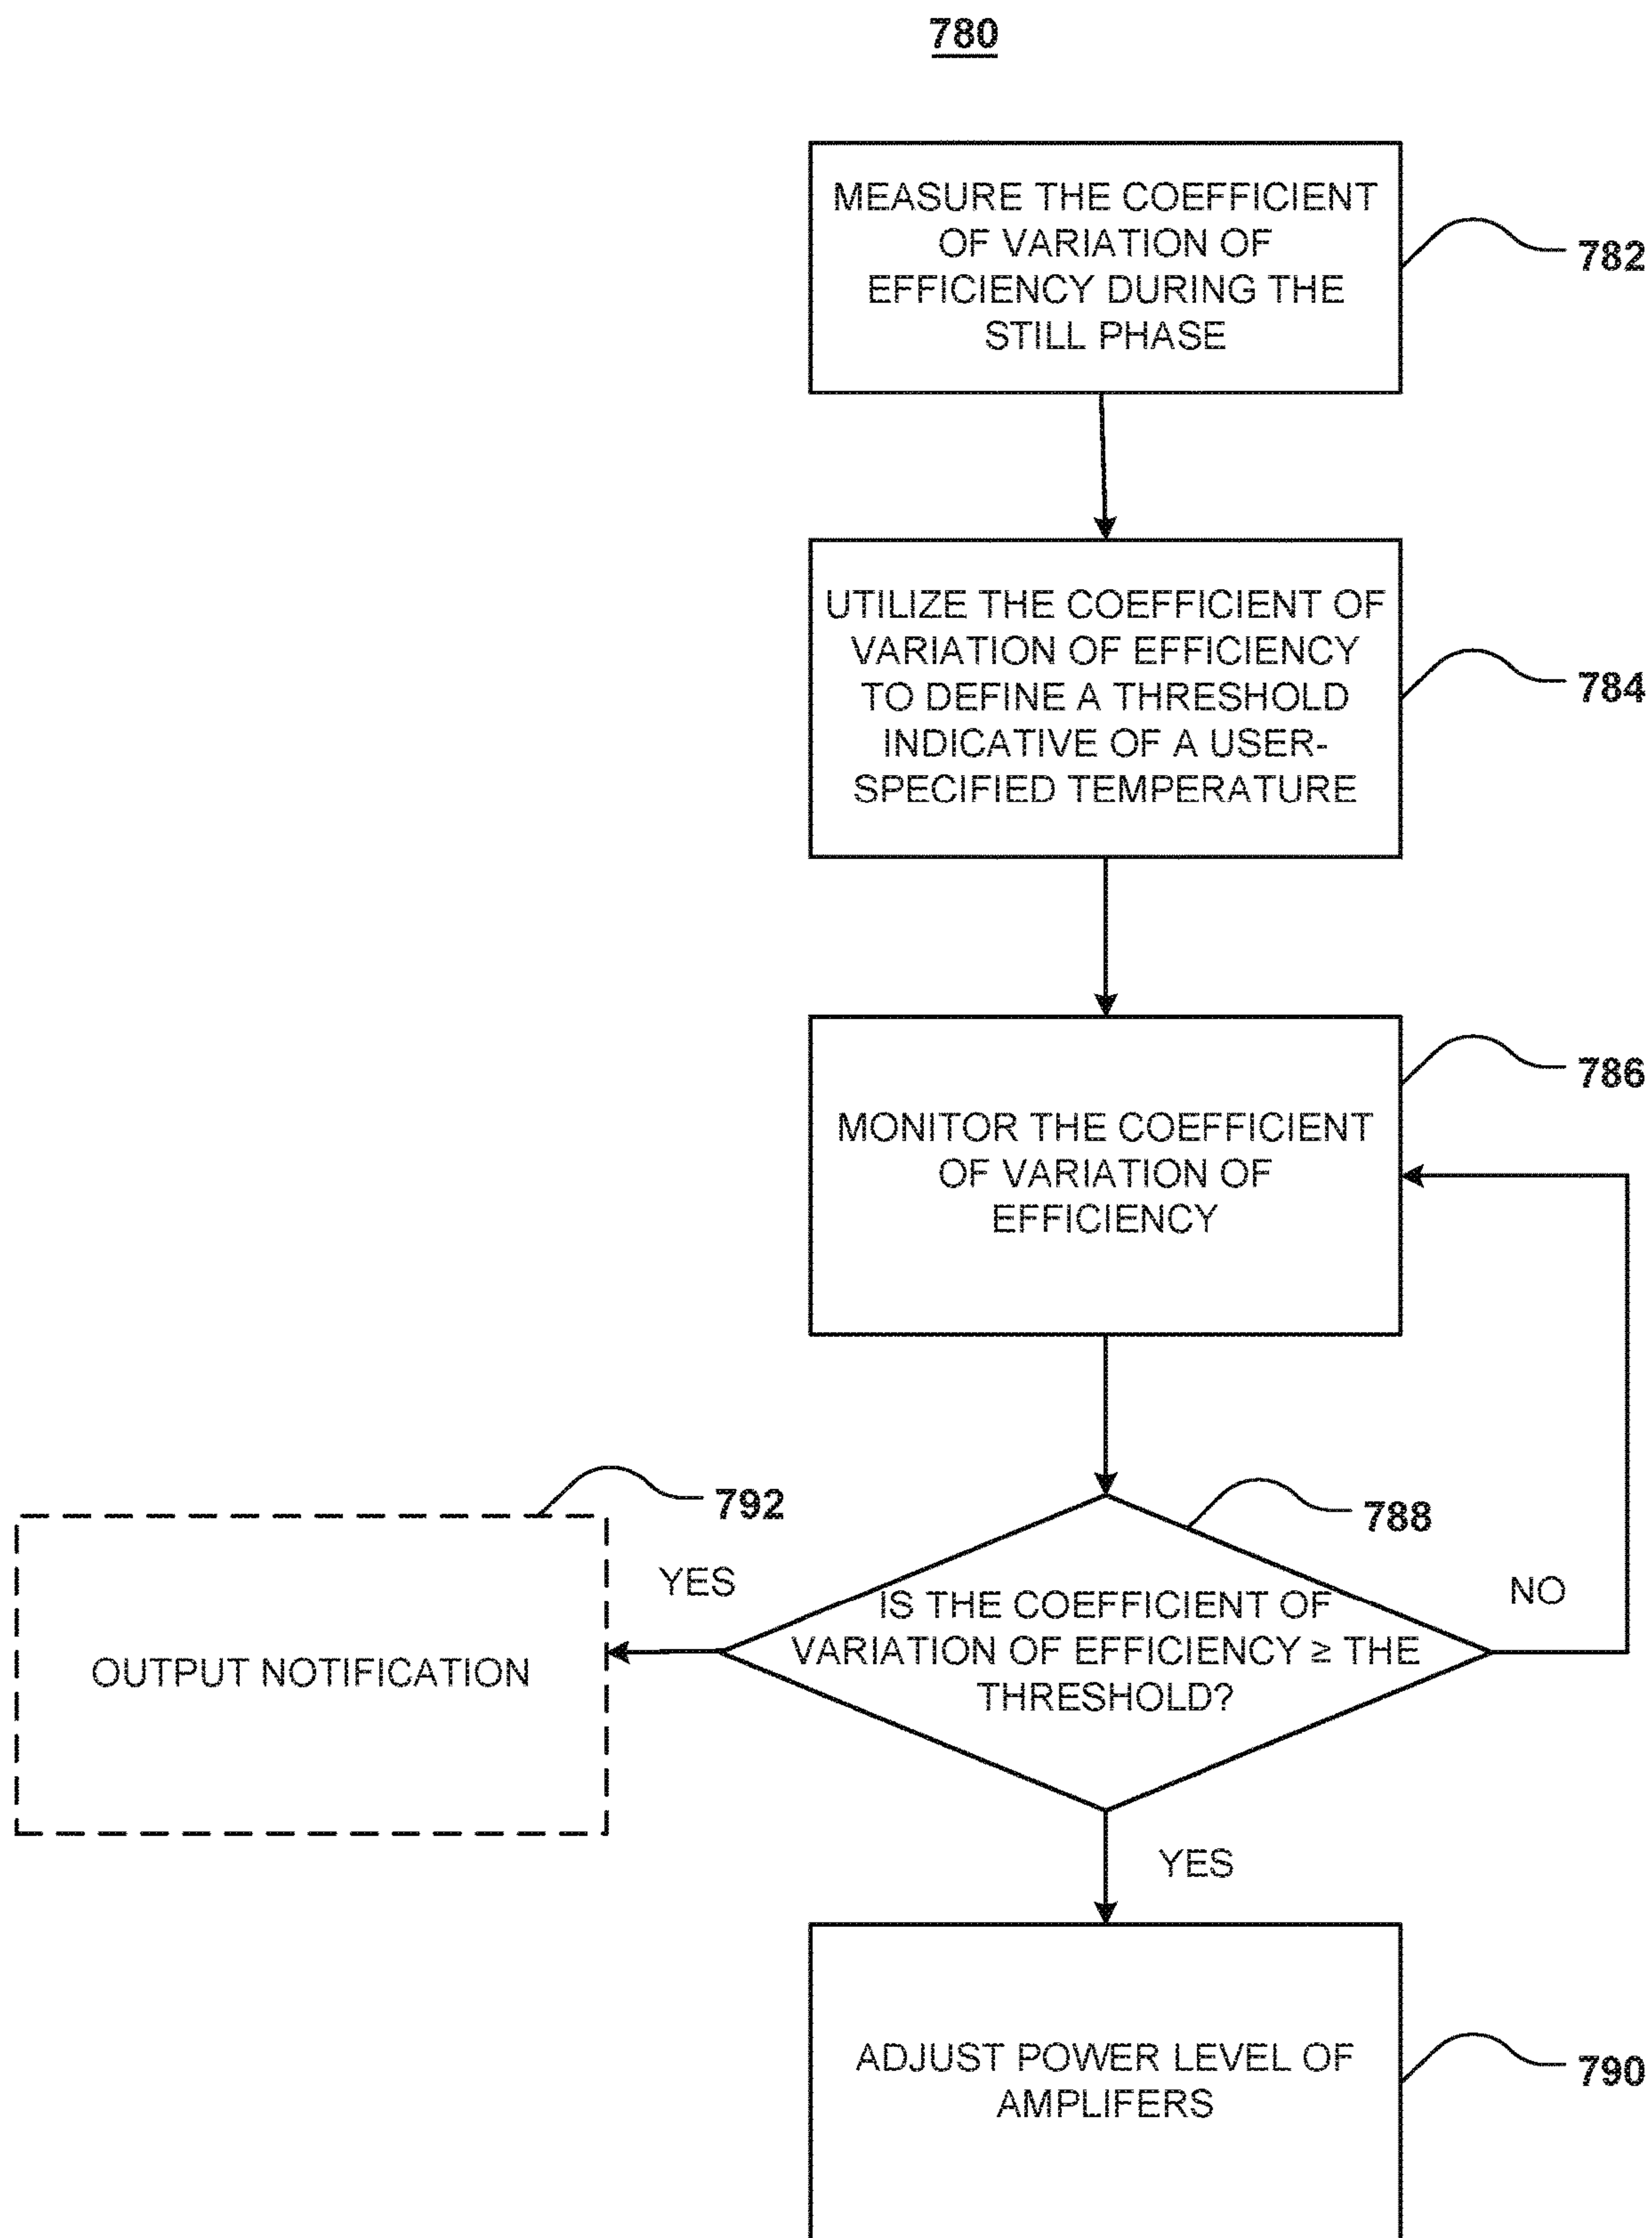 780
MEASURE THE COEFFICIENT
OF VARIATION OF
EFFICIENCY DURING THE
STILL PHASE
782
UTILIZE THE COEFFICIENT OF
VARIATION OF EFFICIENCY
TO DEFINE A THRESHOLD
INDICATIVE OF A USER-
SPECIFIED TEMPERATURE
784
MONITOR THE COEFFICIENT
OF VARIATION OF
EFFICIENCY
786
IS THE COEFFICIENT OF
VARIATION OF EFFICIENCY ≥ THE
THRESHOLD?
788
NO
YES
OUTPUT NOTIFICATION
792
YES
ADJUST POWER LEVEL OF
AMPLIFERS
790